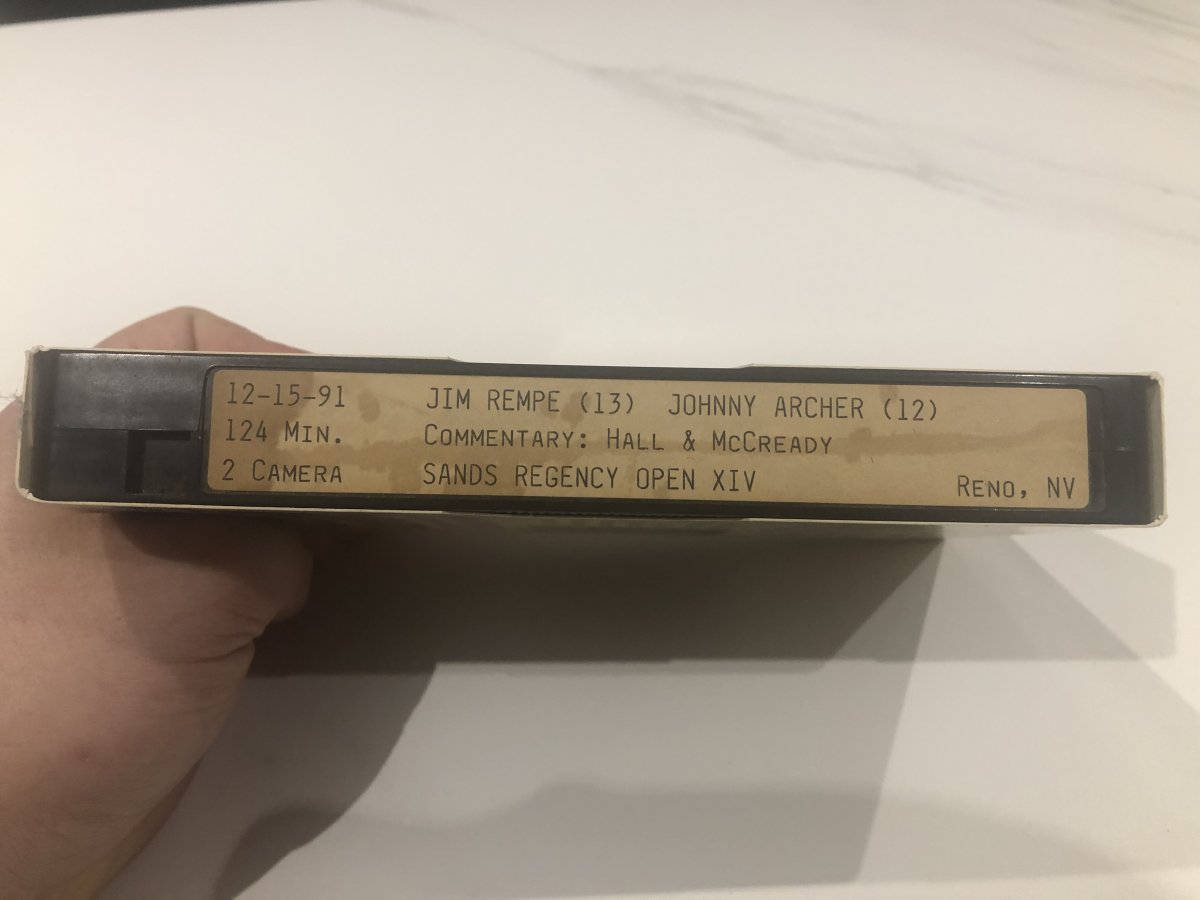 12-15-91 JIM REMPE (13) JOHNNY ARCHER (12)
124 MIN. COMMENTARY: HALL & MCCREADY
2 CAMERA SANDS REGENCY OPEN XIV RENO, NV